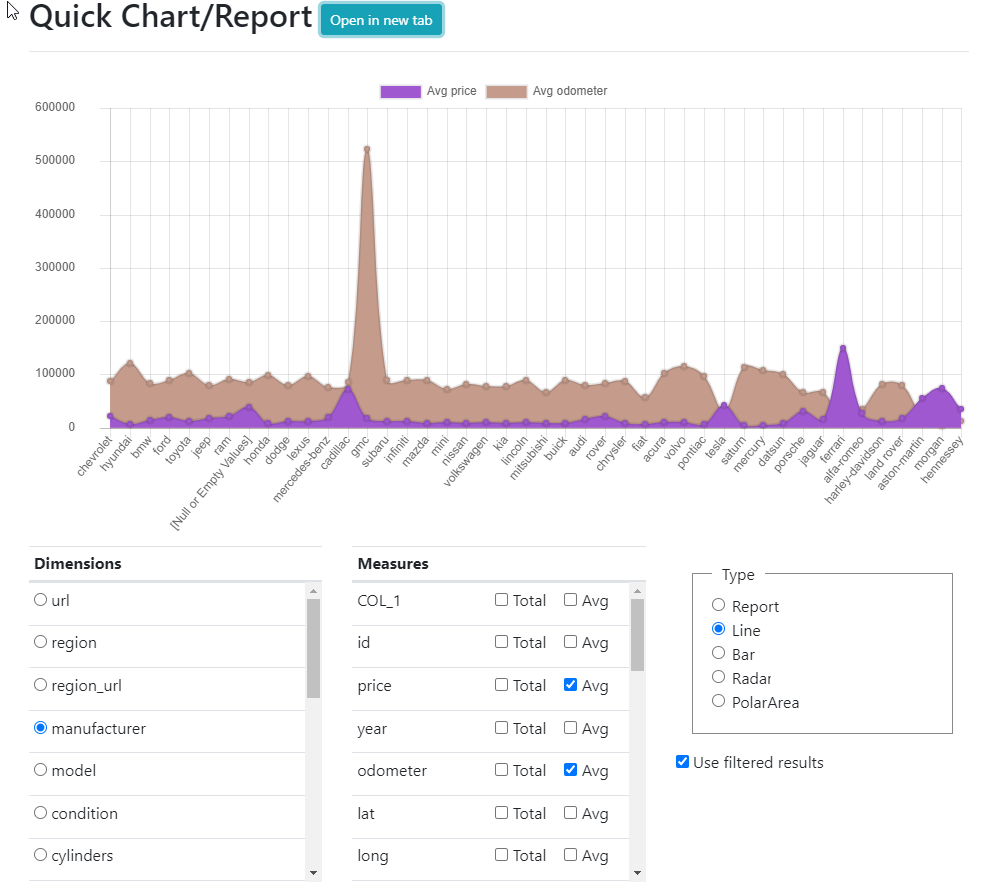 Quick Chart/Report Open in new tab
Avg price Avg odometer
600000
500000
400000
300000
200000
100000
0
chevrolet
hyundai
bmw
ford
toyota
jeep
ram
[Null or Empty Values]
honda
dodge
lexus
mercedes-benz
cadillac
gmc
subaru
infiniti
mazda
mini
nissan
volkswagen
kia
lincoln
mitsubishi
buick
audi
rover
chrysler
fiat
acura
volvo
pontiac
tesla
saturn
mercury
datsun
porsche
jaguar
ferrari
alfa-romeo
harley-davidson
land rover
aston-martin
morgan
hennessey
Dimensions
url
region
region_url
manufacturer
model
condition
cylinders
Measures
COL_1 Total Avg
id Total Avg
price Total Avg
year Total Avg
odometer Total Avg
lat Total Avg
long Total Avg
Type
Report
Line
Bar
Radar
PolarArea
Use filtered results